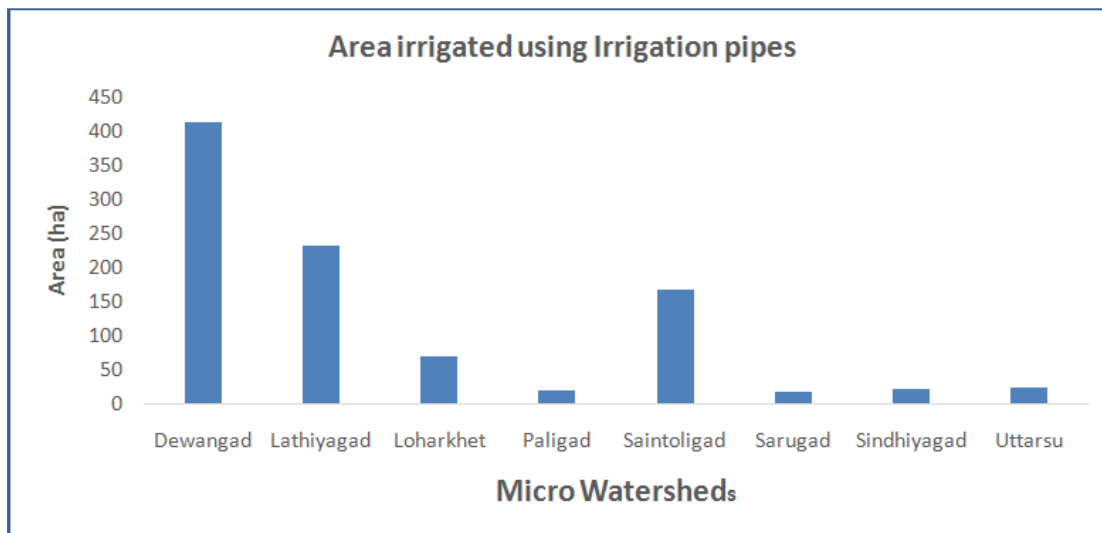 Area irrigated using Irrigation pipes
450
400
350
300
250
200
150
100
50
0
Area (ha)
Dewangad Lathiyagad Loharkhet Paligad Saintoligad Sarugad Sindhiyagad Uttarsu
Micro Watersheds